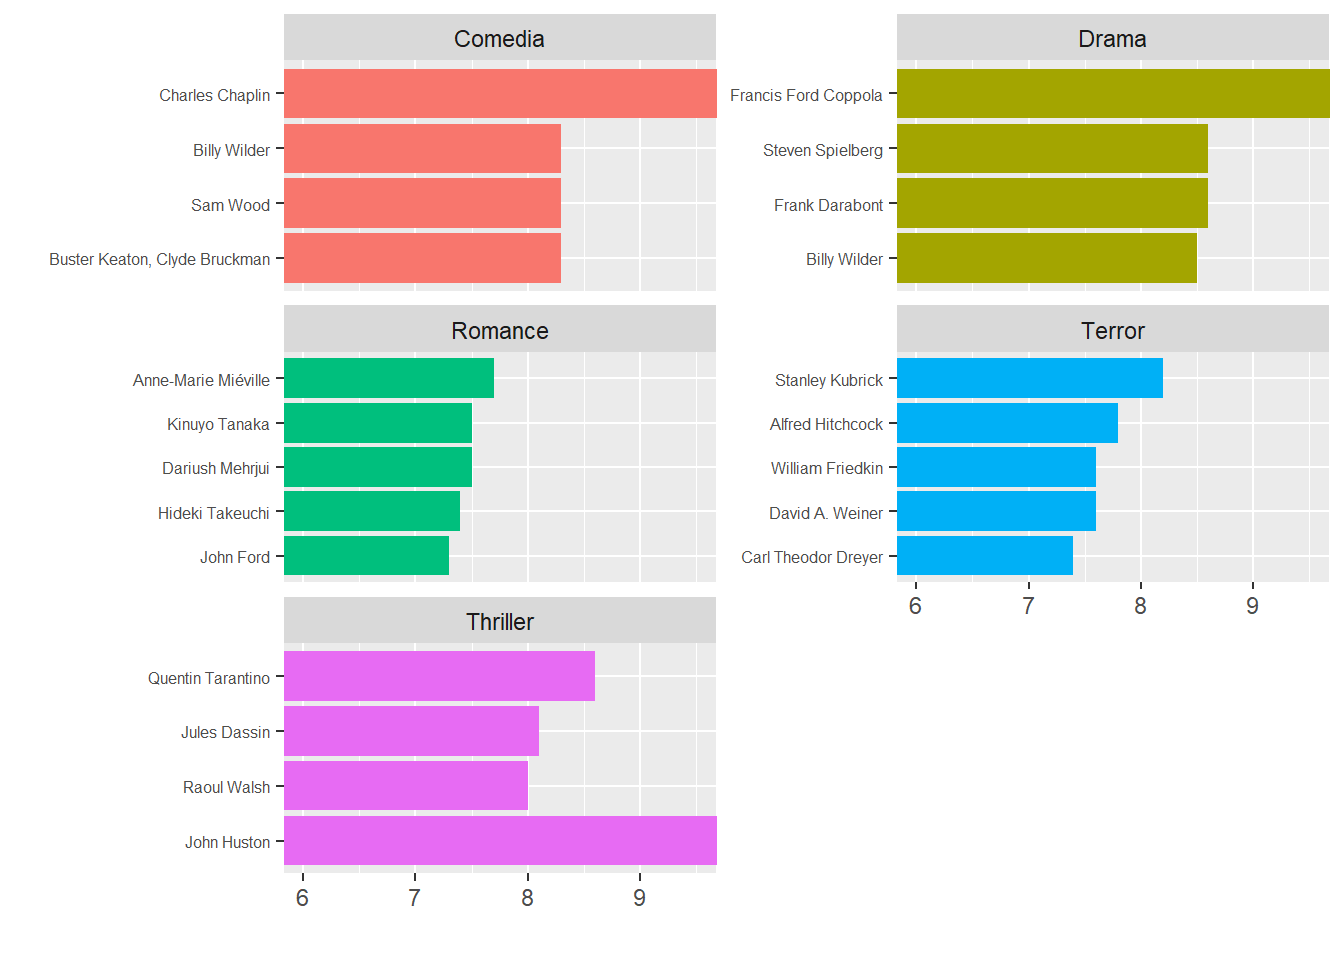 Comedia
Charles Chaplin
Billy Wilder
Sam Wood
Buster Keaton, Clyde Bruckman
Drama
Francis Ford Coppola
Steven Spielberg
Frank Darabont
Billy Wilder
Romance
Anne-Marie Miéville
Kinuyo Tanaka
Dariush Mehrjui
Hideki Takeuchi
John Ford
Terror
Stanley Kubrick
Alfred Hitchcock
William Friedkin
David A. Weiner
Carl Theodor Dreyer
6 7 8 9
Thriller
Quentin Tarantino
Jules Dassin
Raoul Walsh
John Huston
6 7 8 9